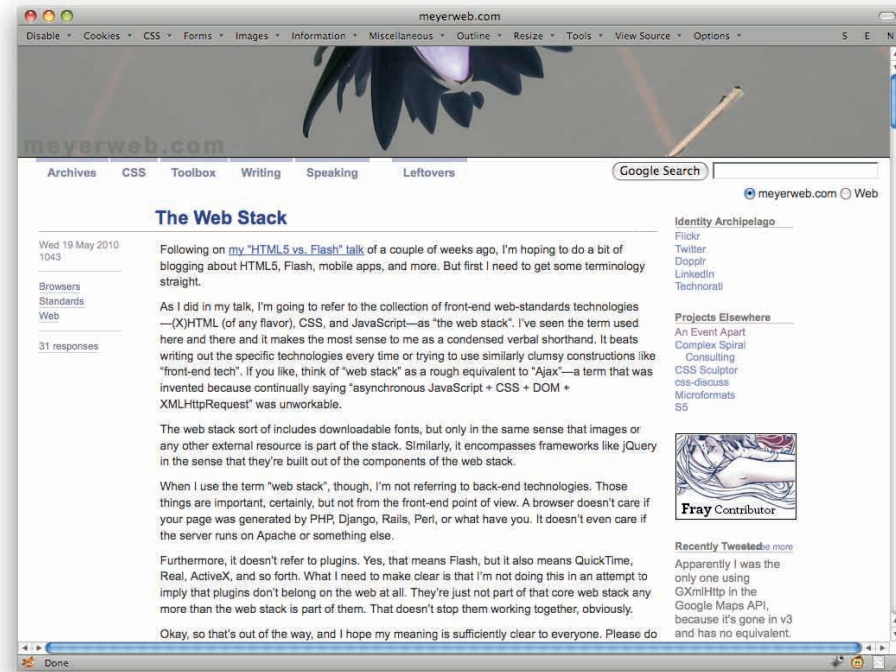 meyerweb.com
Disable Cookies CSS Forms Images Information Miscellaneous Outline Resize Tools View Source Options S E N
meyerweb.com
Archives CSS Toolbox Writing Speaking Leftovers
Google Search
meyerweb.com Web
The Web Stack
Wed 19 May 2010
1043
Browsers
Standards
Web
31 responses
Following on my “HTML5 vs. Flash” talk of a couple of weeks ago, I'm hoping to do a bit of
blogging about HTML5, Flash, mobile apps, and more. But first I need to get some terminology
straight.
As I did in my talk, I'm going to refer to the collection of front-end web-standards technologies
—(X)HTML (of any flavor), CSS, and JavaScript—as “the web stack”. I've seen the term used
here and there and it makes the most sense to me as a condensed verbal shorthand. It beats
writing out the specific technologies every time or trying to use similarly clumsy constructions like
“front-end tech”. If you like, think of “web stack” as a rough equivalent to “Ajax”—a term that was
invented because continually saying “asynchronous JavaScript + CSS + DOM +
XMLHttpRequest” was unworkable.
The web stack sort of includes downloadable fonts, but only in the same sense that images or
any other external resource is part of the stack. Similarly, it encompasses frameworks like jQuery
in the sense that they're built out of the components of the web stack.
When I use the term “web stack”, though, I'm not referring to back-end technologies. Those
things are important, certainly, but not from the front-end point of view. A browser doesn't care if
your page was generated by PHP, Django, Rails, Perl, or what have you. It doesn't even care if
the server runs on Apache or something else.
Furthermore, it doesn't refer to plugins. Yes, that means Flash, but it also means QuickTime,
Real, ActiveX, and so forth. What I need to make clear is that I'm not doing this in an attempt to
imply that plugins don't belong on the web at all. They're just not part of that core web stack any
more than the web stack is part of them. That doesn't stop them working together, obviously.
Okay, so that's out of the way, and I hope my meaning is sufficiently clear to everyone. Please do
Identity Archipelago
Flickr
Twitter
Dopplr
LinkedIn
Technorati
Projects Elsewhere
An Event Apart
Complex Spiral
Consulting
CSS Sculptor
css-discuss
Microformats
S5
Fray Contributor
Recently Tweeted see more
Apparently I was the
only one using
GXmlHttp in the
Google Maps API,
because it's gone in v3
and has no equivalent.
Done